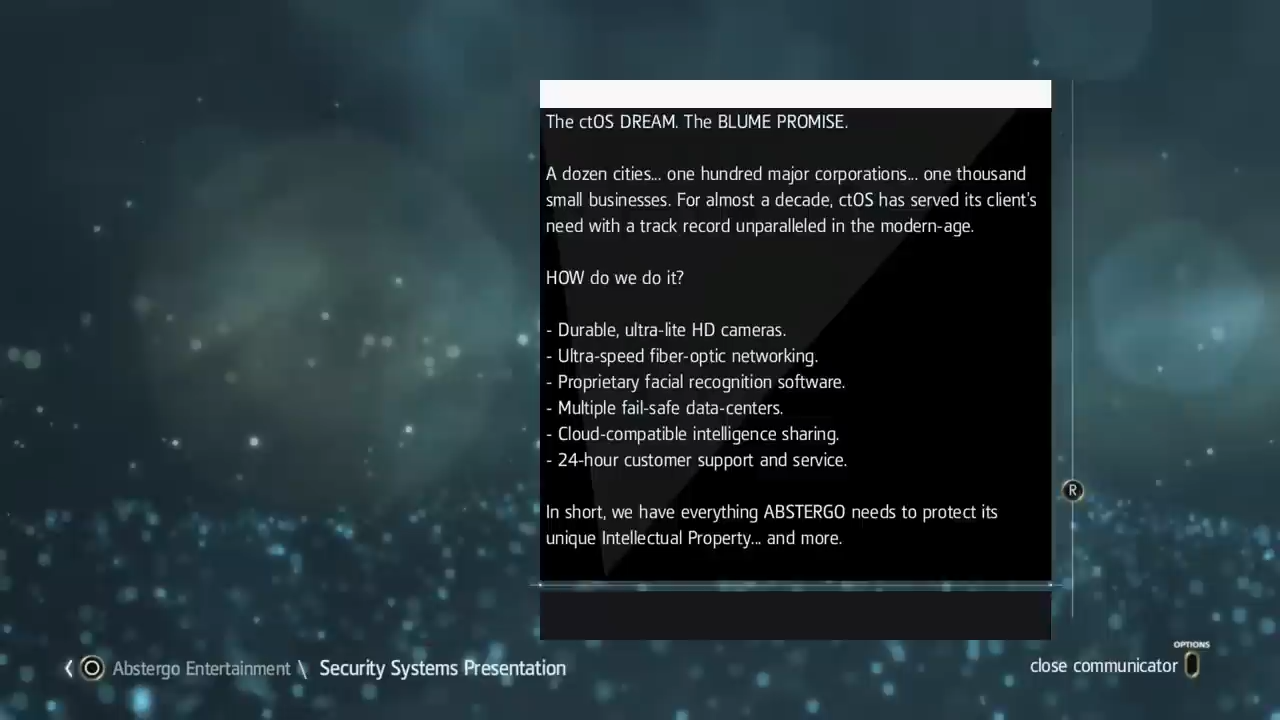 The ctOS DREAM. The BLUME PROMISE.
A dozen cities... one hundred major corporations... one thousand
small businesses. For almost a decade, ctOS has served its client's
need with a track record unparalleled in the modern-age.
HOW do we do it?
- Durable, ultra-lite HD cameras.
- Ultra-speed fiber-optic networking.
- Proprietary facial recognition software.
- Multiple fail-safe data-centers.
- Cloud-compatible intelligence sharing.
- 24-hour customer support and service.
In short, we have everything ABSTERGO needs to protect its
unique Intellectual Property... and more.
R
OPTIONS
Abstergo Entertainment \ Security Systems Presentation
close communicator